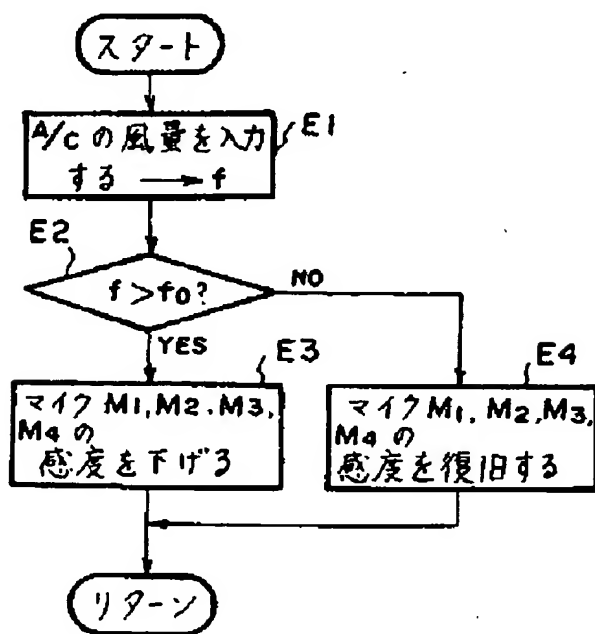 スタート
A/Cの風量を入力
する → f
E1
E2
f>f0?
NO
YES
E3
マイクM1,M2,M3,
M4の
感度を下げる
E4
マイクM1,M2,M3,
M4の
感度を復旧する
リターン